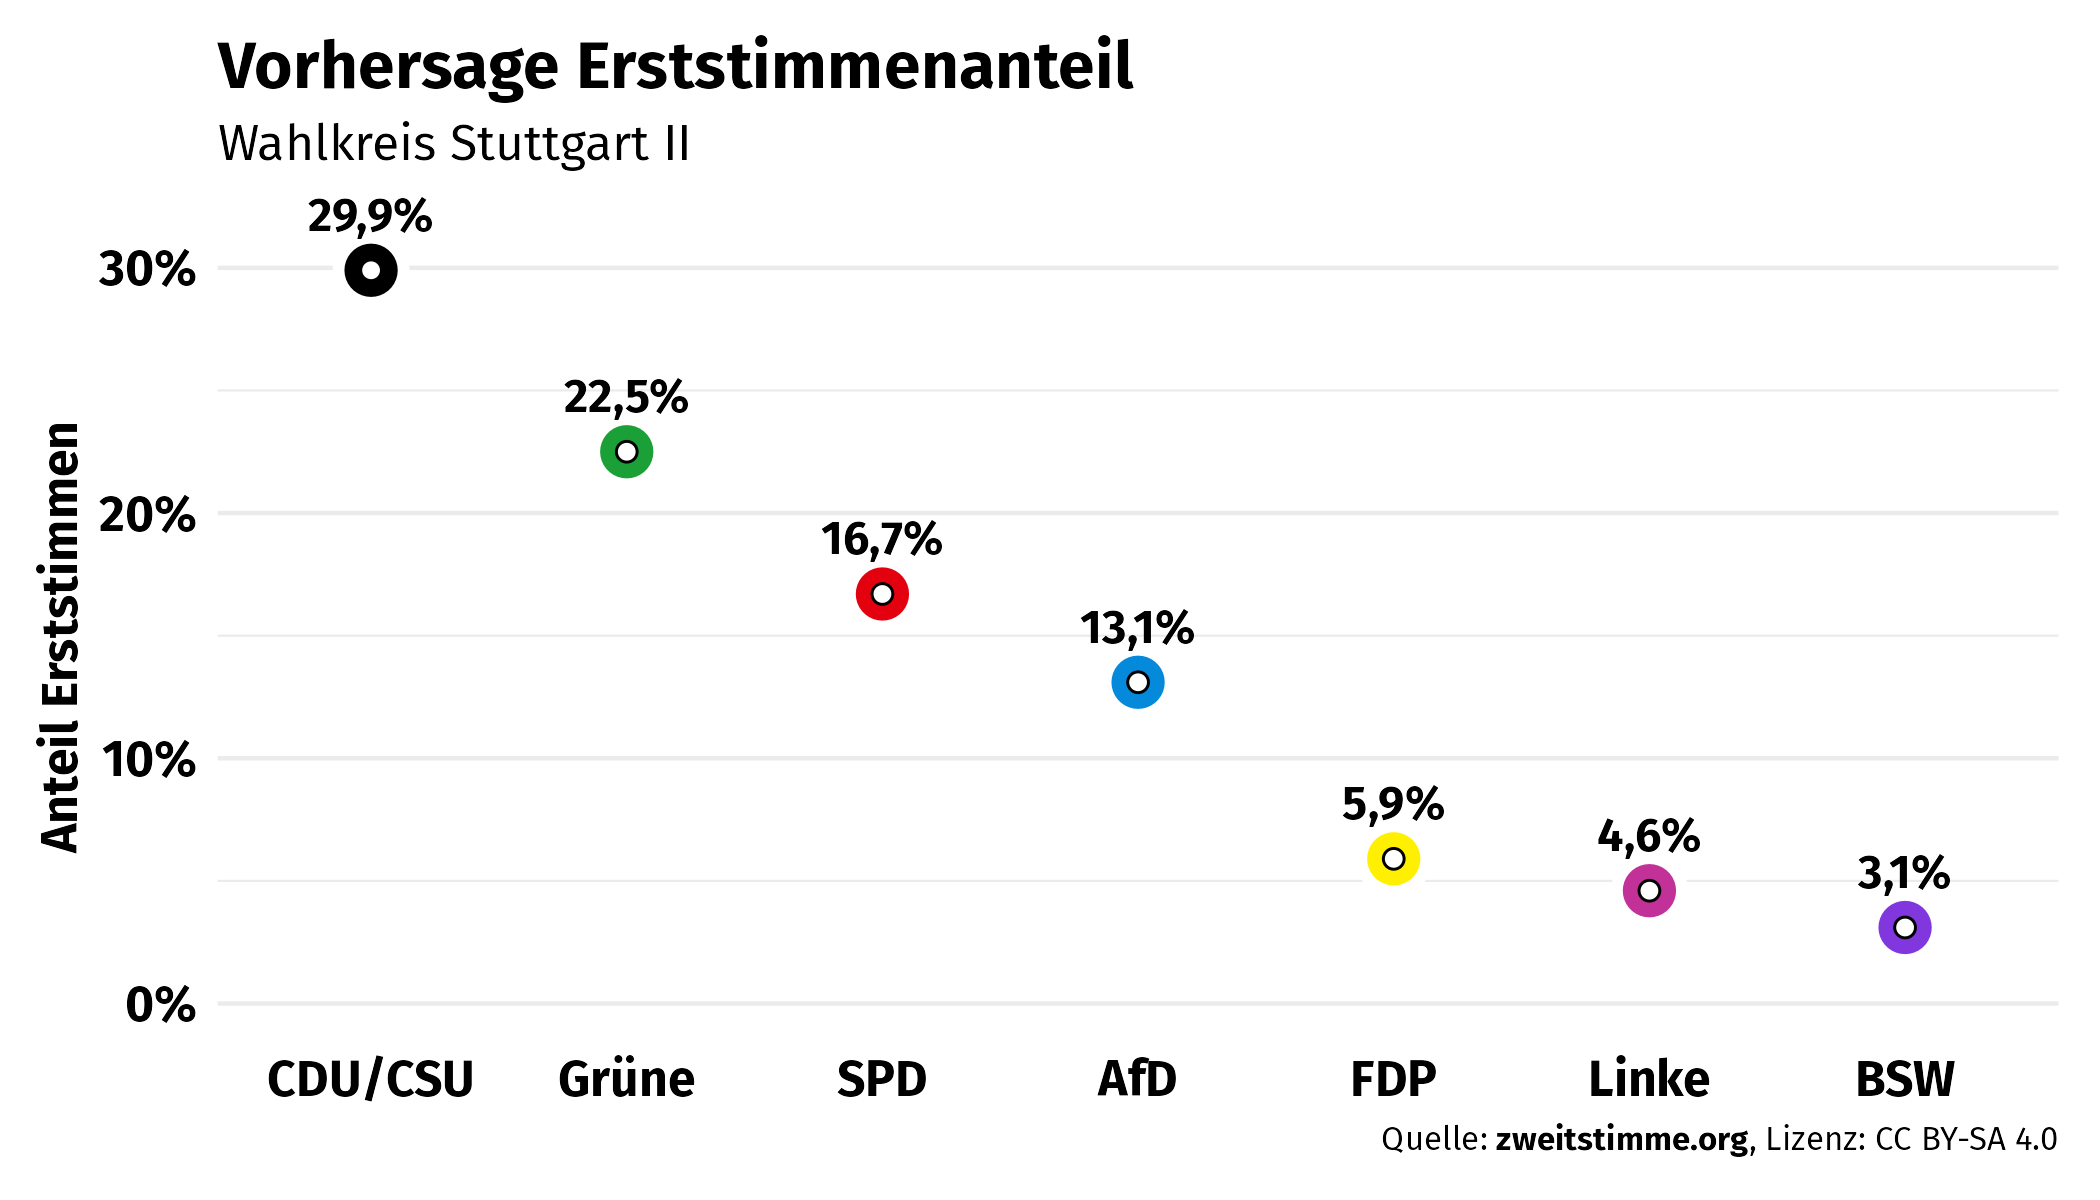 Vorhersage Erststimmenanteil
Wahlkreis Stuttgart II
Anteil Erststimmen
30%
20%
10%
0%
29,9%
22,5%
16,7%
13,1%
5,9%
4,6%
3,1%
CDU/CSU Grüne SPD AfD FDP Linke BSW
Quelle: zweitstimme.org, Lizenz: CC BY-SA 4.0